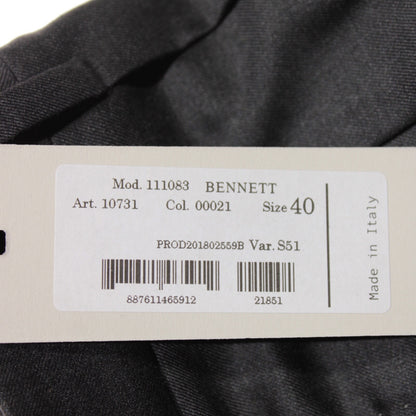 Mod. 111083 BENNETT
Art. 10731 Col. 00021 Size 40
PROD201802559B Var. S51
887611465912 21851
Made in Italy